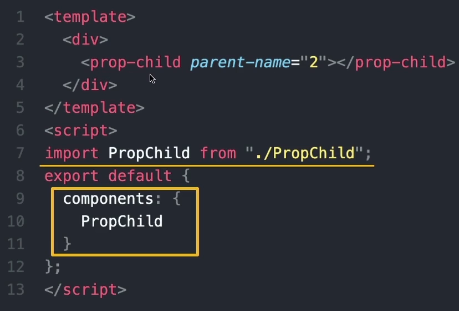 1 <template>
2   <div>
3     <prop-child parent-name="2"></prop-child>
4   </div>
5 </template>
6 <script>
7 import PropChild from "./PropChild";
8 export default {
9   components: {
10     PropChild
11   }
12 };
13 </script>